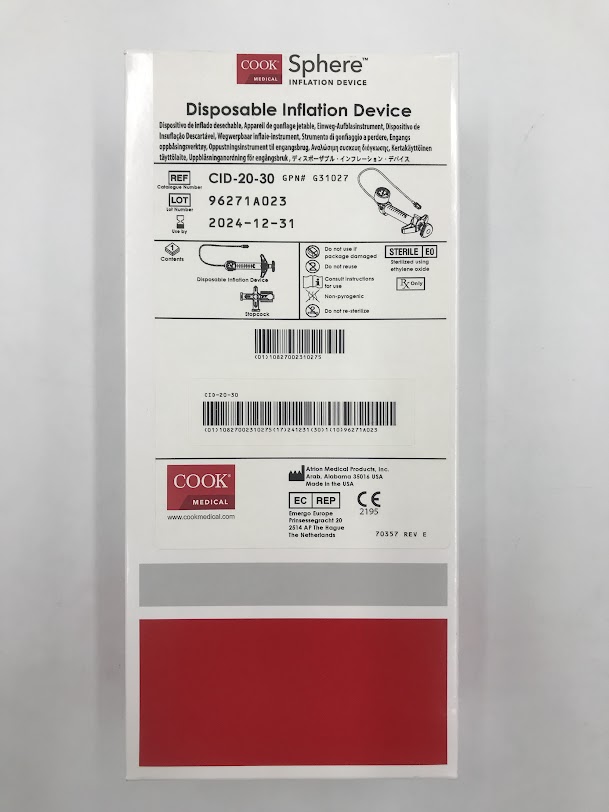 COOK Sphere™
MEDICAL INFLATION DEVICE
Disposable Inflation Device
Dispositivo de inflado desechable, Appareil de gonflage jetable, Einweg-Aufblasinstrument, Dispositivo de
Insuflação Descartável, Wegwerpbaar inflatie-instrument, Strumento di gonfiaggio a perdere, Engangs
oppblåsingsverktøy, Oppustningsinstrument til engangsbrug, Αναλώσιμη συσκευή διόγκωσης, Kertakäyttöinen
täyttölaite, Uppblåsningsanordning för engångsbruk, ディスポーザブル・インフレーション・デバイス
REF CID-20-30 GPN# G31027
Catalogue Number
LOT 96271A023
Lot Number
2024-12-31
Use by
1
Contents
Disposable Inflation Device
Stopcock
Do not use if
package damaged
Do not reuse
Consult instructions
for use
Non-pyrogenic
Do not re-sterilize
STERILE EO
Sterilized using
ethylene oxide
Rx Only
(01)10827002310275
CID-20-30
(01)10827002310275(17)241231(30)1(10)96271A023
COOK
MEDICAL
www.cookmedical.com
Atrion Medical Products, Inc.
Arab, Alabama 35016 USA
Made in the USA
EC REP
Emergo Europe
Prinsessegracht 20
2514 AP The Hague
The Netherlands
CE
2195
70357 REV E